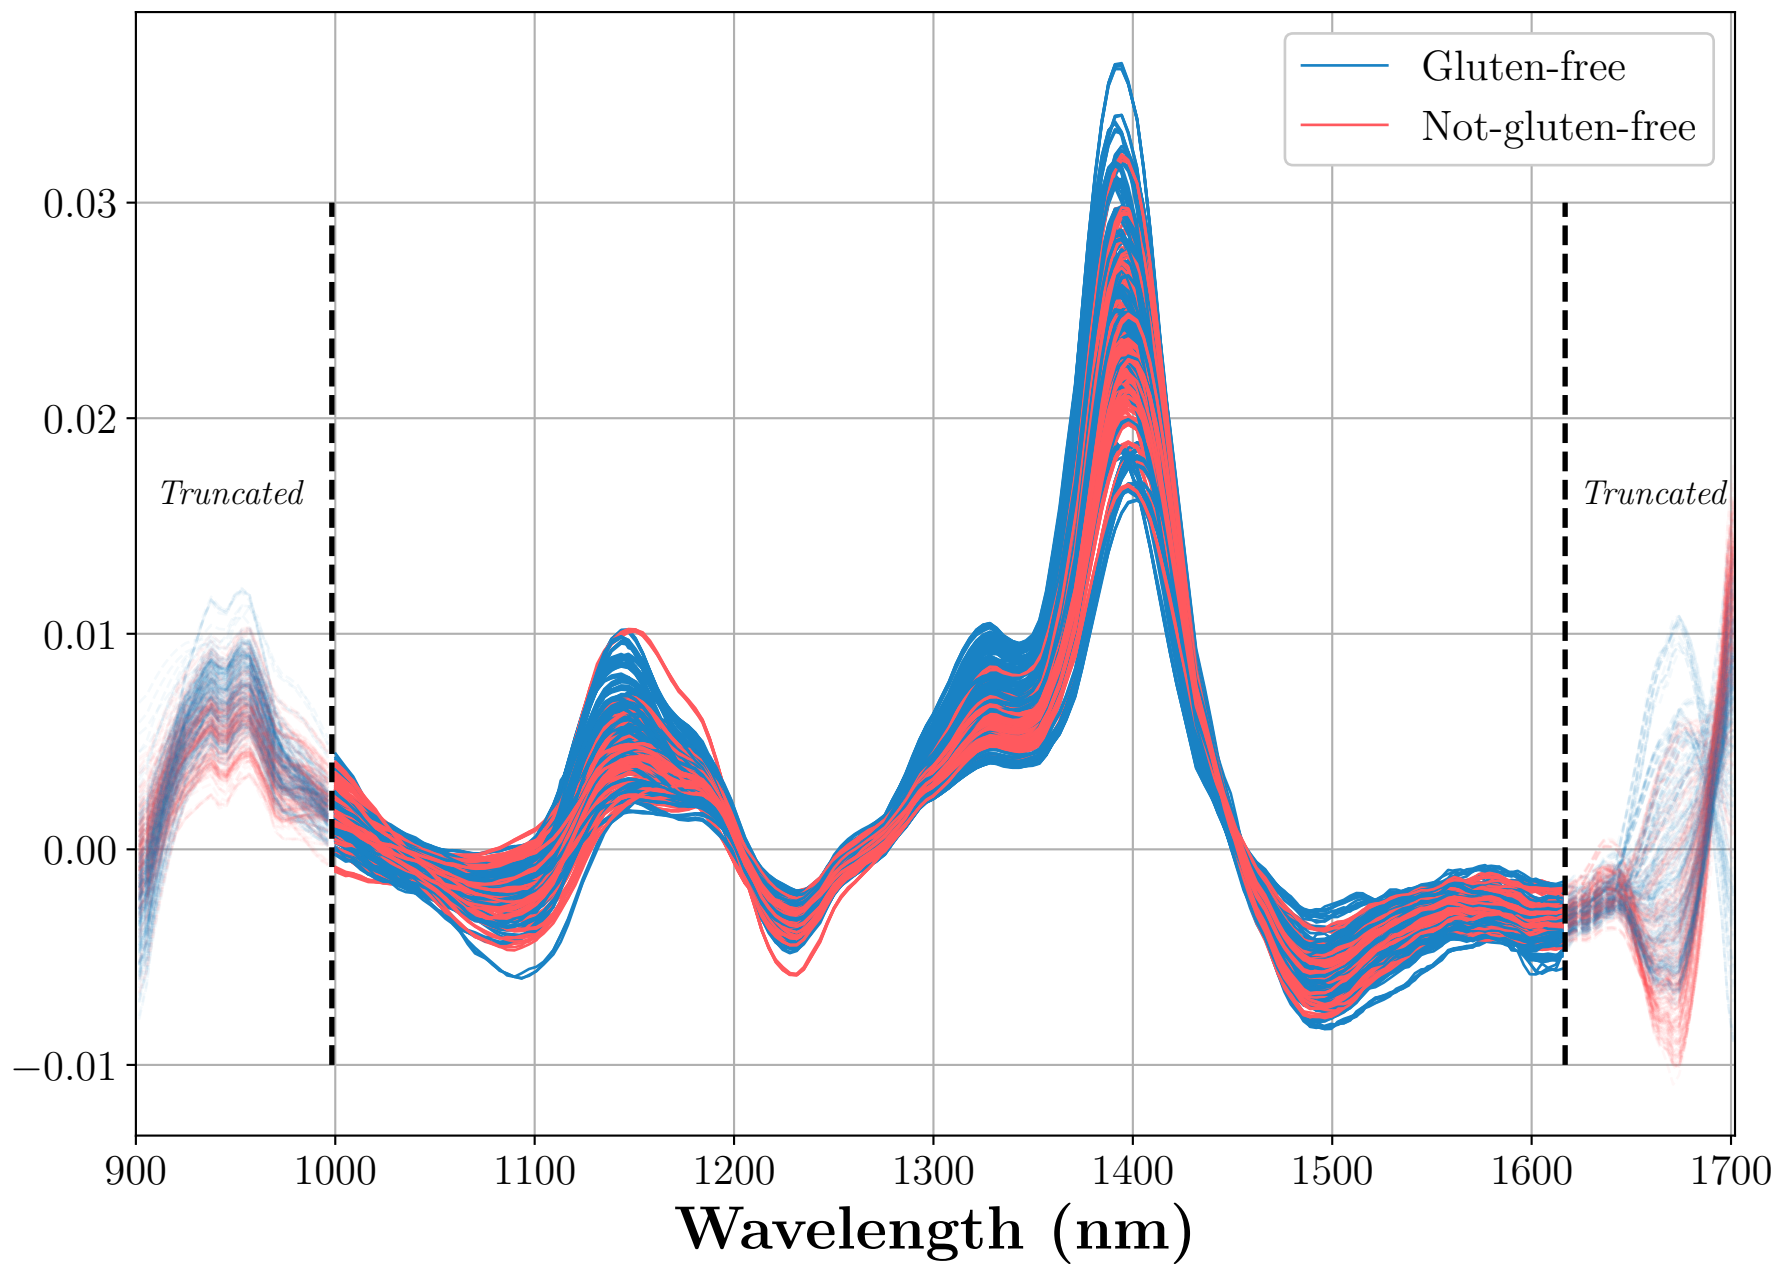 Gluten-free
Not-gluten-free
0.03
0.02
Truncated
Truncated
0.01
0.00
−0.01
900 1000 1100 1200 1300 1400 1500 1600 1700
Wavelength (nm)